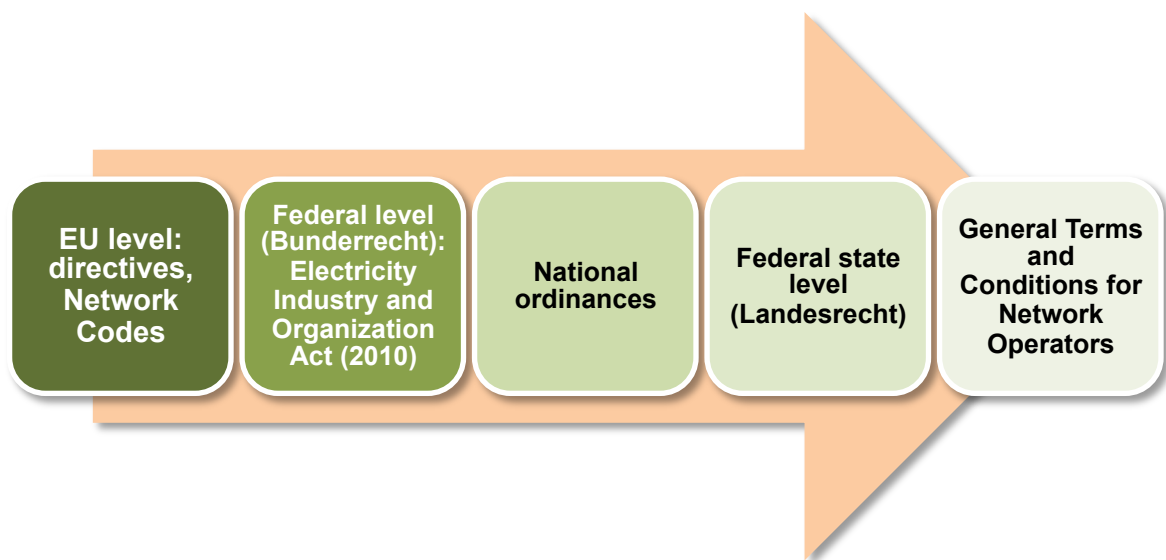 EU level:
directives,
Network
Codes
Federal level
(Bunderrecht):
Electricity
Industry and
Organization
Act (2010)
National
ordinances
Federal state
level
(Landesrecht)
General Terms
and
Conditions for
Network
Operators